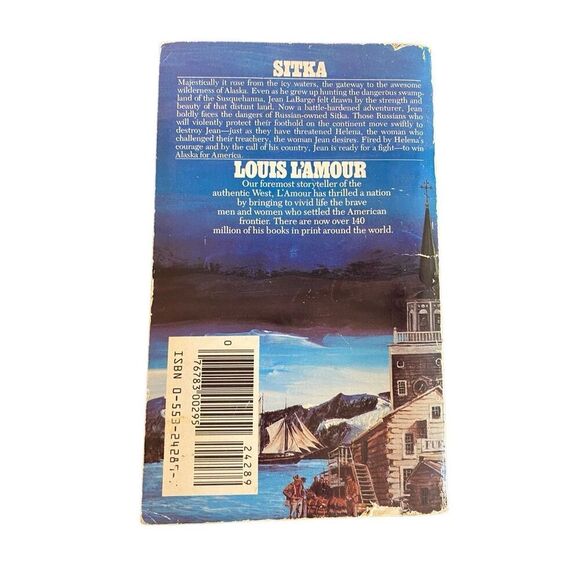 SITKA
Majestically it rose from the icy waters, the gateway to the awesome
wilderness of Alaska. Even as he grew up hunting the dangerous swamp-
land of the Susquehanna, Jean LaBarge felt drawn by the strength and
beauty of that distant land. Now a battle-hardened adventurer, Jean
boldly faces the dangers of Russian-owned Sitka. Those Russians who
will violently protect their foothold on the continent move swiftly to
destroy Jean—just as they have threatened Helena, the woman who
challenged their treachery, the woman Jean desires. Fired by Helena's
courage and by the call of his country, Jean is ready for a fight—to win
Alaska for America.
LOUIS L'AMOUR
Our foremost storyteller of the
authentic West, L'Amour has thrilled a nation
by bringing to vivid life the brave
men and women who settled the American
frontier. There are now over 140
million of his books in print around the world.
ISBN 0-553-24289-
0
76783 00295
24289
FUR